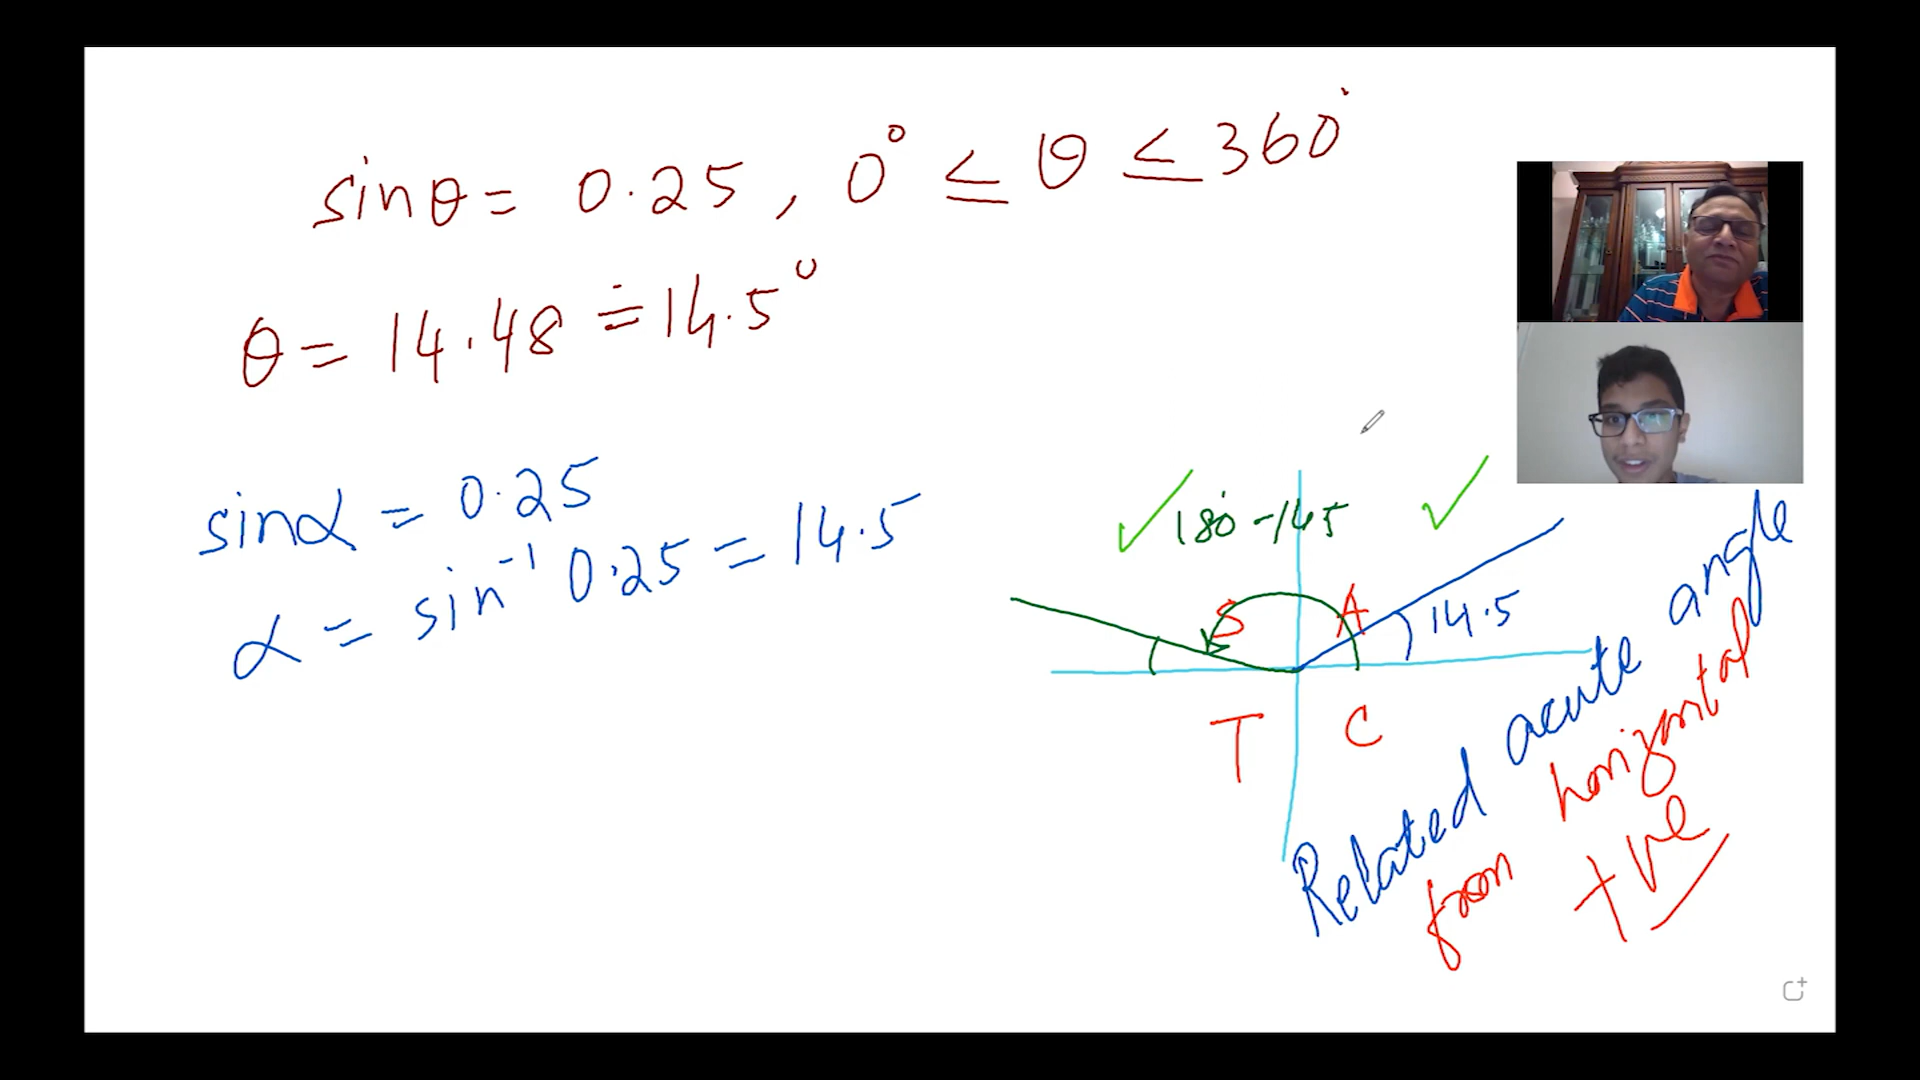 sinθ = 0.25 , 0° ≤ θ ≤ 360°
θ = 14.48 ≐ 14.5°
sinα = 0.25
α = sin⁻¹ 0.25 = 14.5
180° - 14.5
S A
14.5
T C
Related acute angle
from horizontal
+ve